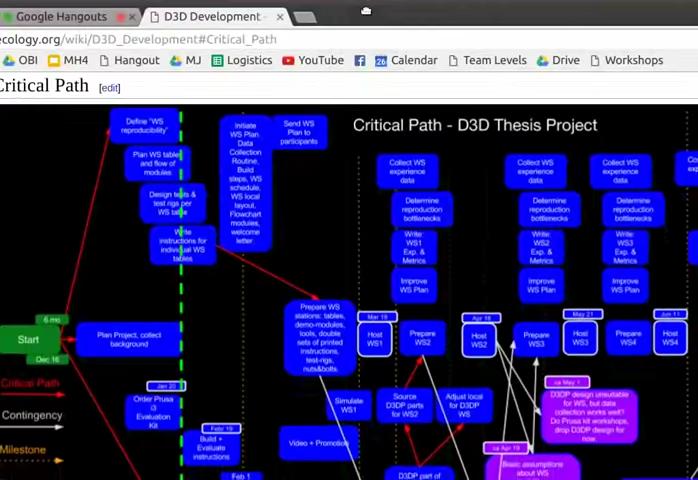 Google Hangouts
D3D Development -
ecology.org/wiki/D3D_Development#Critical_Path
OBI
MH4
Hangout
MJ
Logistics
YouTube
26
Calendar
Team Levels
Drive
Workshops
Critical Path
[edit]
Critical Path - D3D Thesis Project
Define "WS
reproducibility"
Plan WS table
and flow of
modules
Design tests &
test rigs per
WS table
Write
instructions for
individual WS
tables
Initiate
WS Plan
Data
Collection
Routine,
Build
steps, WS
schedule,
WS local
layout,
Flowchart
modules,
welcome
letter
Send WS
Plan to
participants
Collect WS
experience
data
Determine
reproduction
bottlenecks
Write
WS1
Exp. &
Metrics
Improve
WS Plan
Collect WS
experience
data
Determine
reproduction
bottlenecks
Write
WS2
Exp. &
Metrics
Improve
WS Plan
Collect WS
experience
data
Determine
reproduction
bottlenecks
Write
WS3
Exp. &
Metrics
Improve
WS Plan
6 mo
Start
Dec 16
Plan Project, collect
background
Prepare WS
stations: tables,
demo-modules,
tools, double
sets of printed
instructions,
test-rigs,
nuts&bolts.
Mar 19
Host
WS1
Prepare
WS2
Apr 16
Host
WS2
Prepare
WS3
May 21
Host
WS3
Prepare
WS4
Jun 11
Host
WS4
Critical Path
Contingency
Milestone
Jan 20
Order Prusa
i3
Evaluation
Kit
Febr 19
Build +
Evaluate
instructions
Feb 1
Simulate
WS1
Video + Promotion
Source
D3DP parts
for WS2
Adjust local
for D3DP
WS
D3DP part of
ca May 1
D3DP design unsuitable
for WS, but data
collection works well?
Do Prusa kit workshops,
drop D3DP design for
now.
ca Apr 19
Basic assumptions
about WS